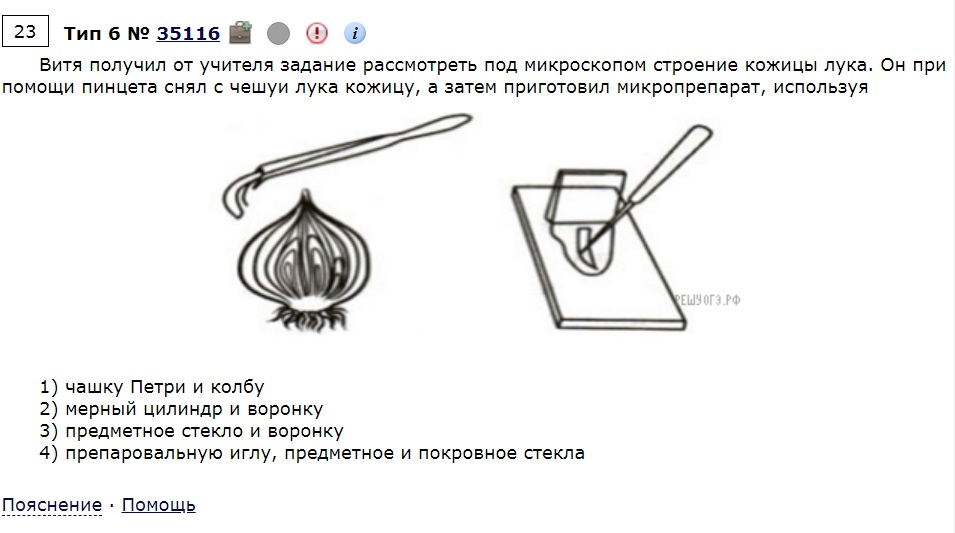 23 Тип 6 № 35116
Витя получил от учителя задание рассмотреть под микроскопом строение кожицы лука. Он при
помощи пинцета снял с чешуи лука кожицу, а затем приготовил микропрепарат, используя
РЕШУОГЭ.РФ
1) чашку Петри и колбу
2) мерный цилиндр и воронку
3) предметное стекло и воронку
4) препаровальную иглу, предметное и покровное стекла
Пояснение · Помощь